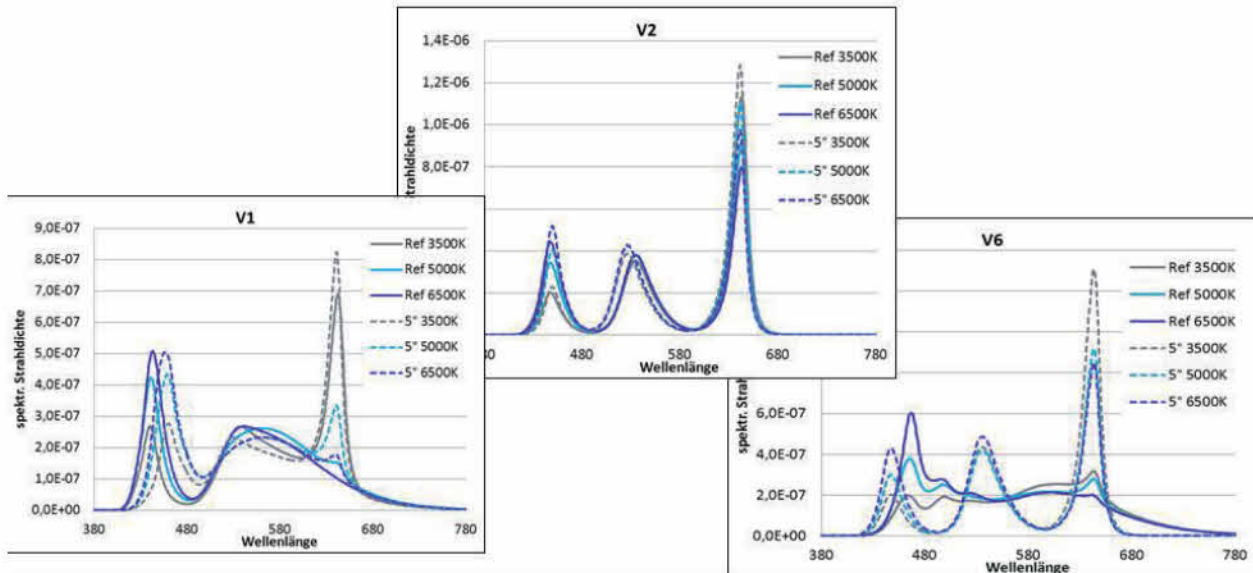 V2
1,4E-06
1,2E-06
1,0E-06
8,0E-07
Ref 3500K
Ref 5000K
Ref 6500K
5° 3500K
5° 5000K
5° 6500K
480
580
680
780
V1
spektr. Strahldichte
9,0E-07
8,0E-07
7,0E-07
6,0E-07
5,0E-07
4,0E-07
3,0E-07
2,0E-07
1,0E-07
0,0E+00
Ref 3500K
Ref 5000K
Ref 6500K
5° 3500K
5° 5000K
5° 6500K
380
480
580
680
780
Wellenlänge
Wellenlänge
V6
6,0E-07
4,0E-07
2,0E-07
0,0E+00
Ref 3500K
Ref 5000K
Ref 6500K
5° 3500K
5° 5000K
5° 6500K
380
480
580
680
780
Wellenlänge